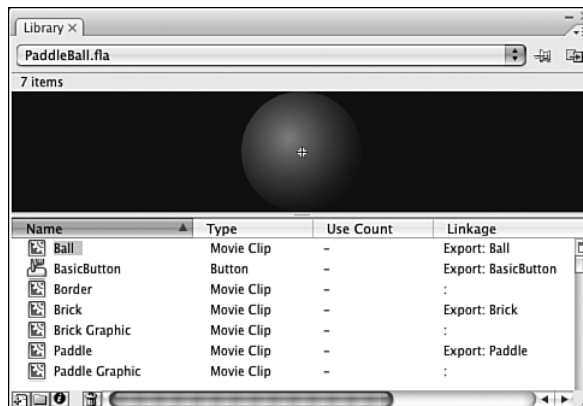 Library ×
PaddleBall.fla
7 items
Name Type Use Count Linkage
Ball Movie Clip - Export: Ball
BasicButton Button - Export: BasicButton
Border Movie Clip - :
Brick Movie Clip - Export: Brick
Brick Graphic Movie Clip - :
Paddle Movie Clip - Export: Paddle
Paddle Graphic Movie Clip - :